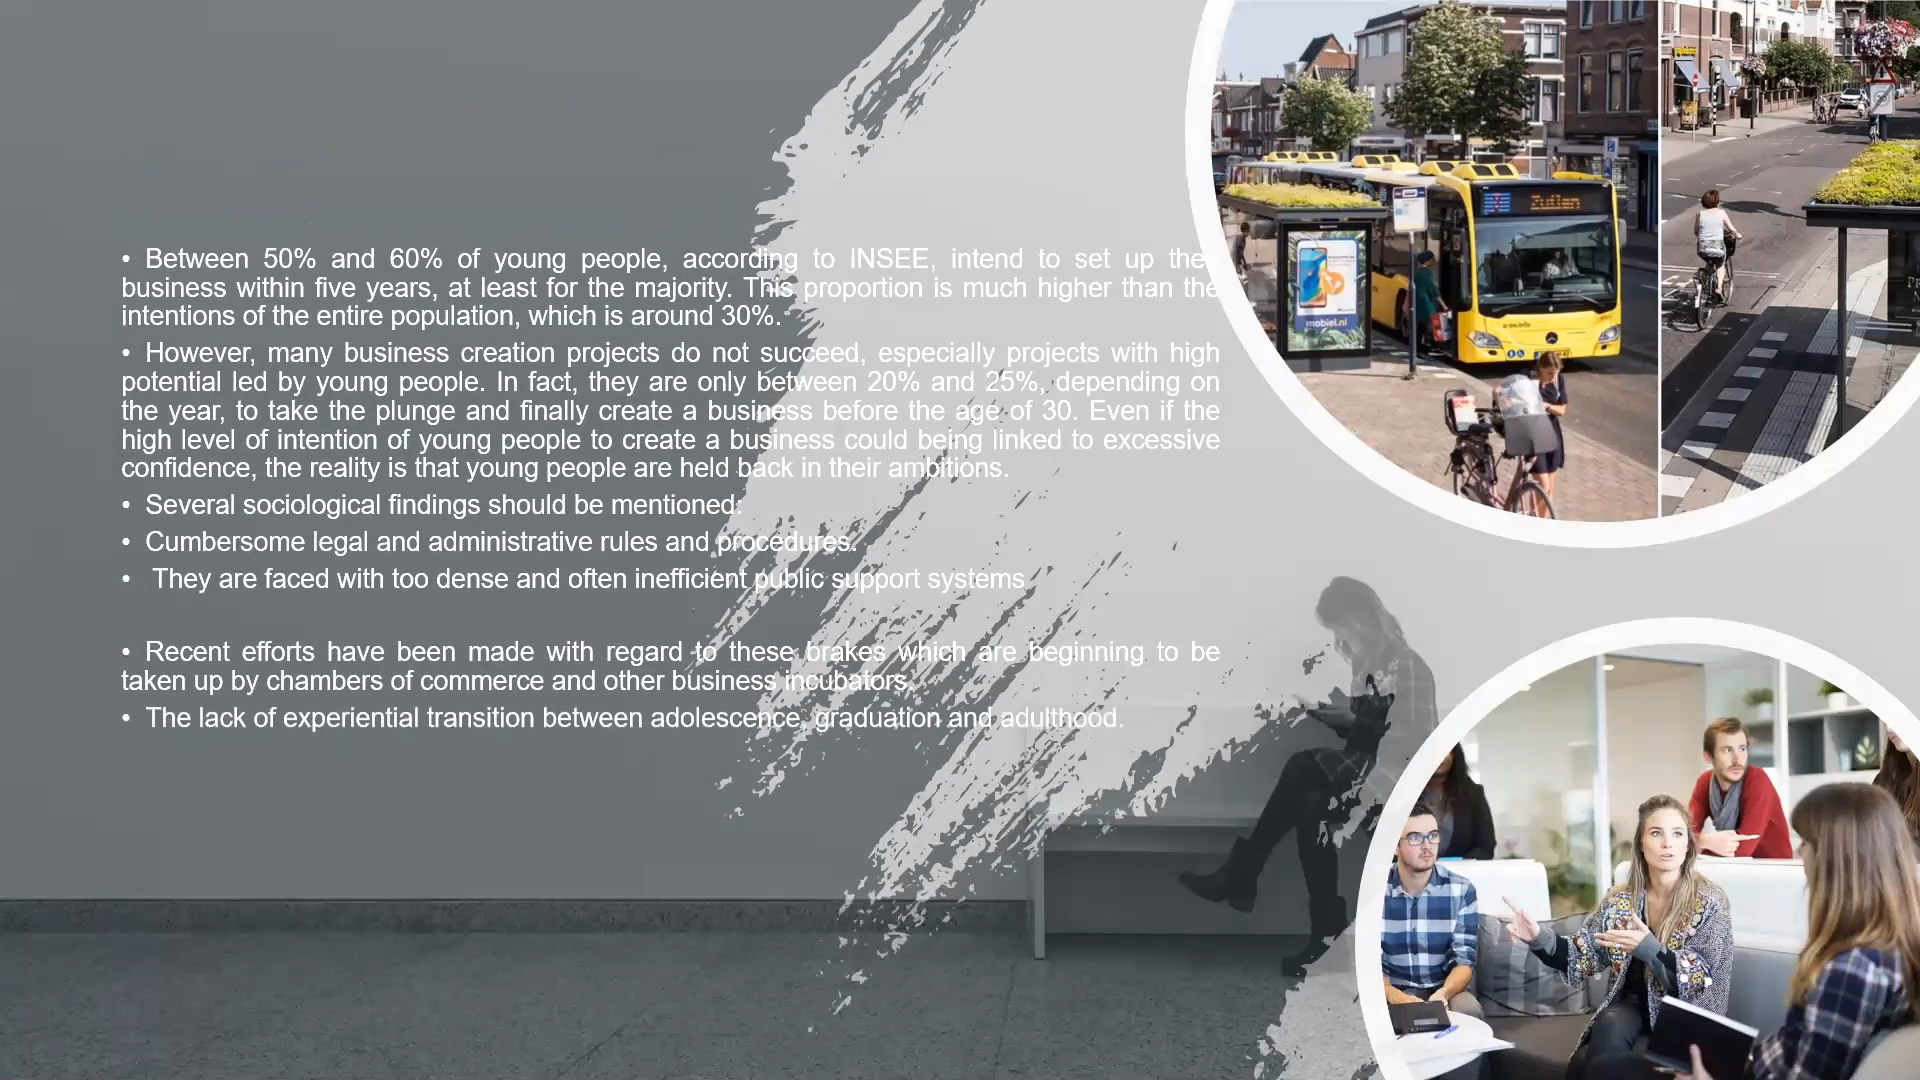 • Between 50% and 60% of young people, according to INSEE, intend to set up the
business within five years, at least for the majority. This proportion is much higher than the
intentions of the entire population, which is around 30%.
• However, many business creation projects do not succeed, especially projects with high
potential led by young people. In fact, they are only between 20% and 25%, depending on
the year, to take the plunge and finally create a business before the age of 30. Even if the
high level of intention of young people to create a business could being linked to excessive
confidence, the reality is that young people are held back in their ambitions.
• Several sociological findings should be mentioned:
• Cumbersome legal and administrative rules and procedures.
• They are faced with too dense and often inefficient public support systems
• Recent efforts have been made with regard to these brakes which are beginning to be
taken up by chambers of commerce and other business incubators.
• The lack of experiential transition between adolescence, graduation and adulthood.
Zutlen
mobiel.nl